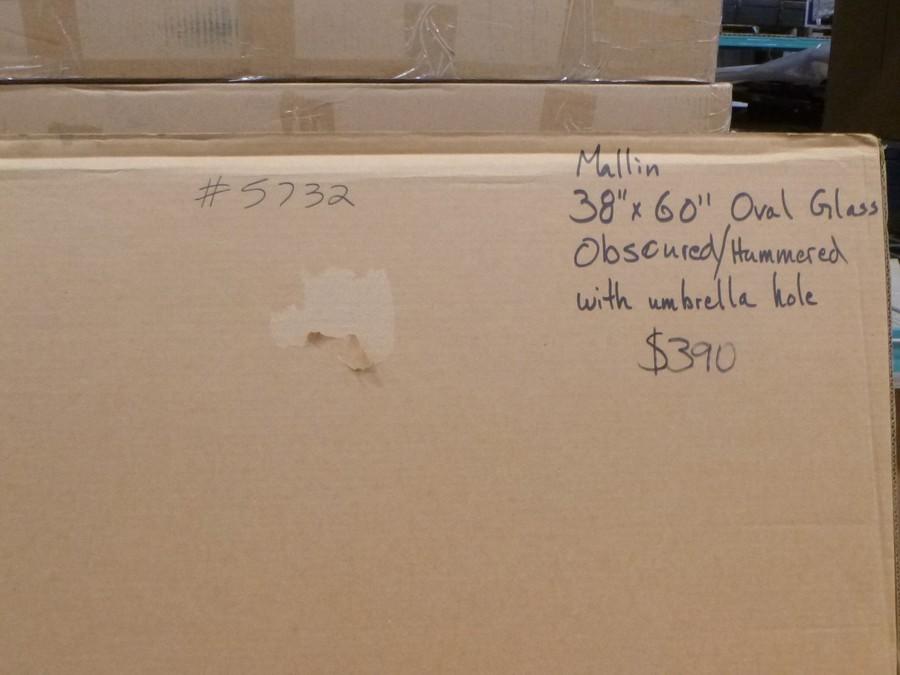 #5732
Mallin
38" x 60" Oval Glass
Obscured/Hammered
with umbrella hole
$390